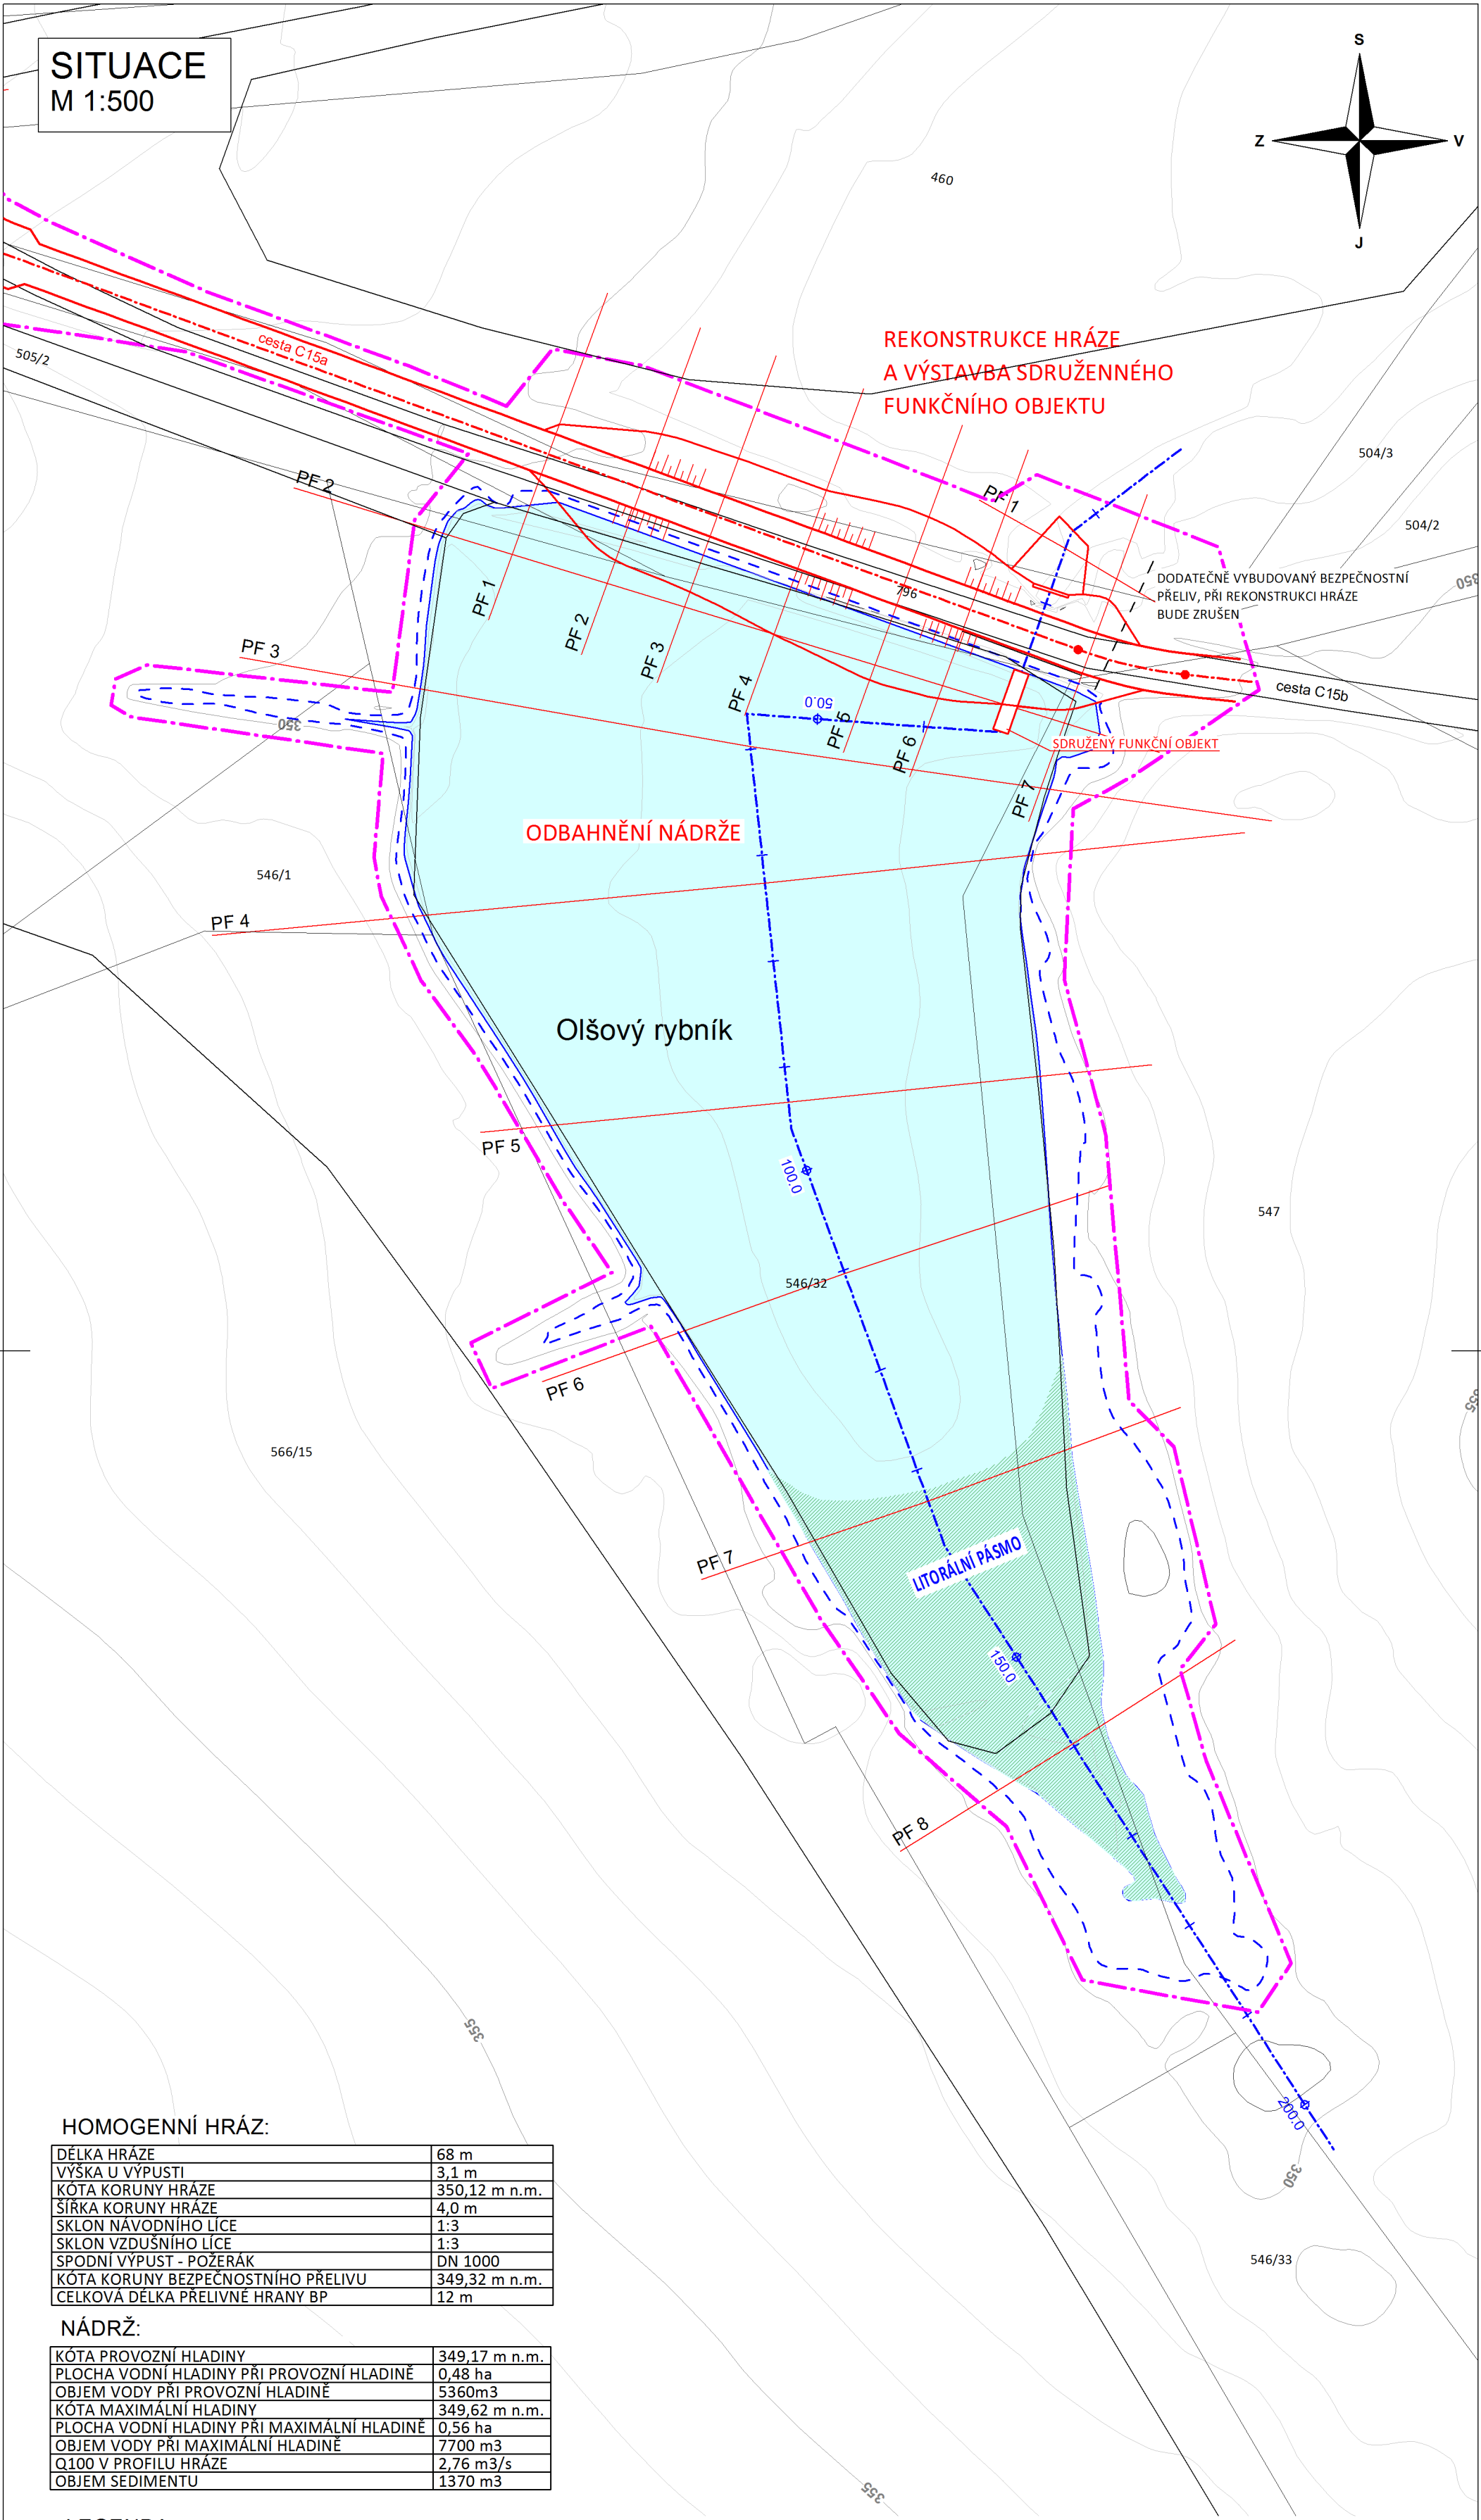 SITUACE
M 1:500
S
Z
V
J
460
505/2
cesta C15a
REKONSTRUKCE HRÁZE
A VÝSTAVBA SDRUŽENNÉHO
FUNKČNÍHO OBJEKTU
504/3
504/2
350
PF 2
PF 1
DODATEČNĚ VYBUDOVANÝ BEZPEČNOSTNÍ
PŘELIV, PŘI REKONSTRUKCI HRÁZE
BUDE ZRUŠEN
796
PF 1
PF 2
PF 3
PF 3
PF 4
50.0
PF 5
PF 6
PF 7
cesta C15b
350
SDRUŽENÝ FUNKČNÍ OBJEKT
ODBAHNĚNÍ NÁDRŽE
546/1
PF 4
Olšový rybník
PF 5
100.0
547
546/32
PF 6
355
566/15
PF 7
LITORÁLNÍ PÁSMO
150.0
PF 8
355
200.0
350
546/33
355
HOMOGENNÍ HRÁZ:
DÉLKA HRÁZE 68 m
VÝŠKA U VÝPUSTI 3,1 m
KÓTA KORUNY HRÁZE 350,12 m n.m.
ŠÍŘKA KORUNY HRÁZE 4,0 m
SKLON NÁVODNÍHO LÍCE 1:3
SKLON VZDUŠNÍHO LÍCE 1:3
SPODNÍ VÝPUST - POŽERÁK DN 1000
KÓTA KORUNY BEZPEČNOSTNÍHO PŘELIVU 349,32 m n.m.
CELKOVÁ DÉLKA PŘELIVNÉ HRANY BP 12 m
NÁDRŽ:
KÓTA PROVOZNÍ HLADINY 349,17 m n.m.
PLOCHA VODNÍ HLADINY PŘI PROVOZNÍ HLADINĚ 0,48 ha
OBJEM VODY PŘI PROVOZNÍ HLADINĚ 5360m3
KÓTA MAXIMÁLNÍ HLADINY 349,62 m n.m.
PLOCHA VODNÍ HLADINY PŘI MAXIMÁLNÍ HLADINĚ 0,56 ha
OBJEM VODY PŘI MAXIMÁLNÍ HLADINĚ 7700 m3
Q100 V PROFILU HRÁZE 2,76 m3/s
OBJEM SEDIMENTU 1370 m3